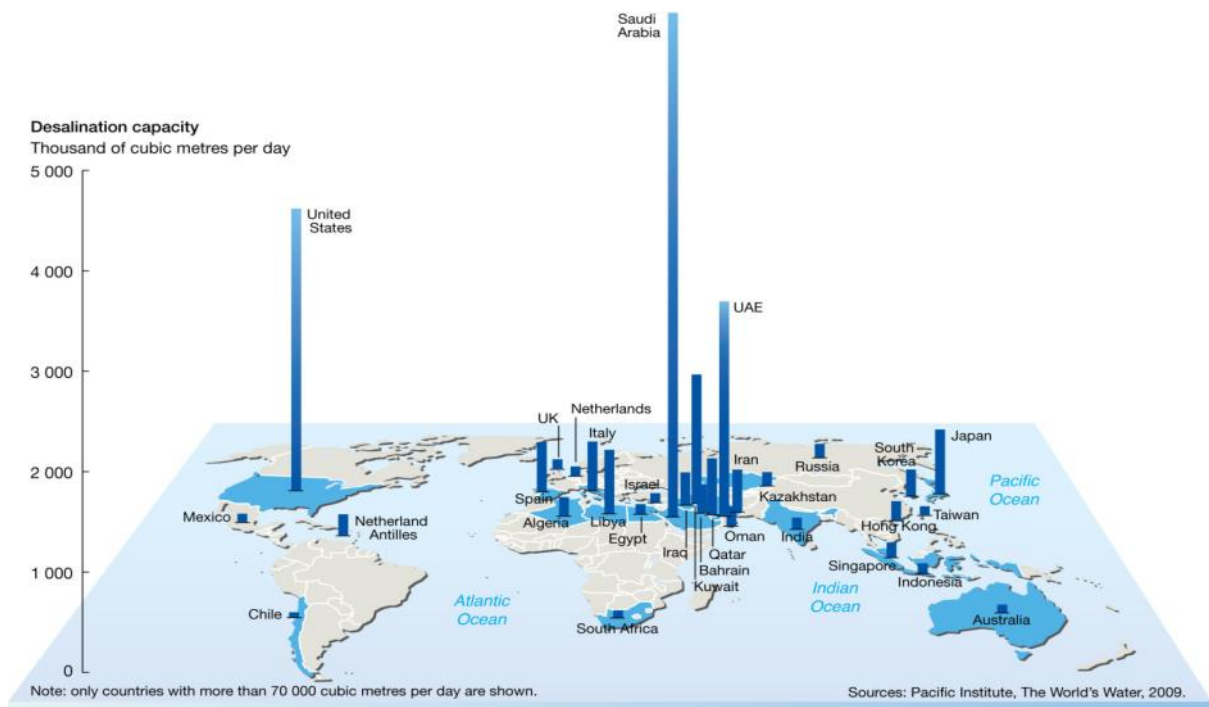 Saudi
Arabia
Desalination capacity
Thousand of cubic metres per day
5 000
4 000
3 000
2 000
1 000
0
United
States
UAE
UK
Netherlands
Italy
Spain
Algeria
Libya
Egypt
Israel
Iraq
Kuwait
Bahrain
Qatar
Oman
Iran
Kazakhstan
Russia
India
South
Korea
Japan
Hong Kong
Taiwan
Singapore
Indonesia
Australia
Mexico
Netherland
Antilles
Chile
South Africa
Atlantic
Ocean
Indian
Ocean
Pacific
Ocean
Note: only countries with more than 70 000 cubic metres per day are shown.
Sources: Pacific Institute, The World's Water, 2009.